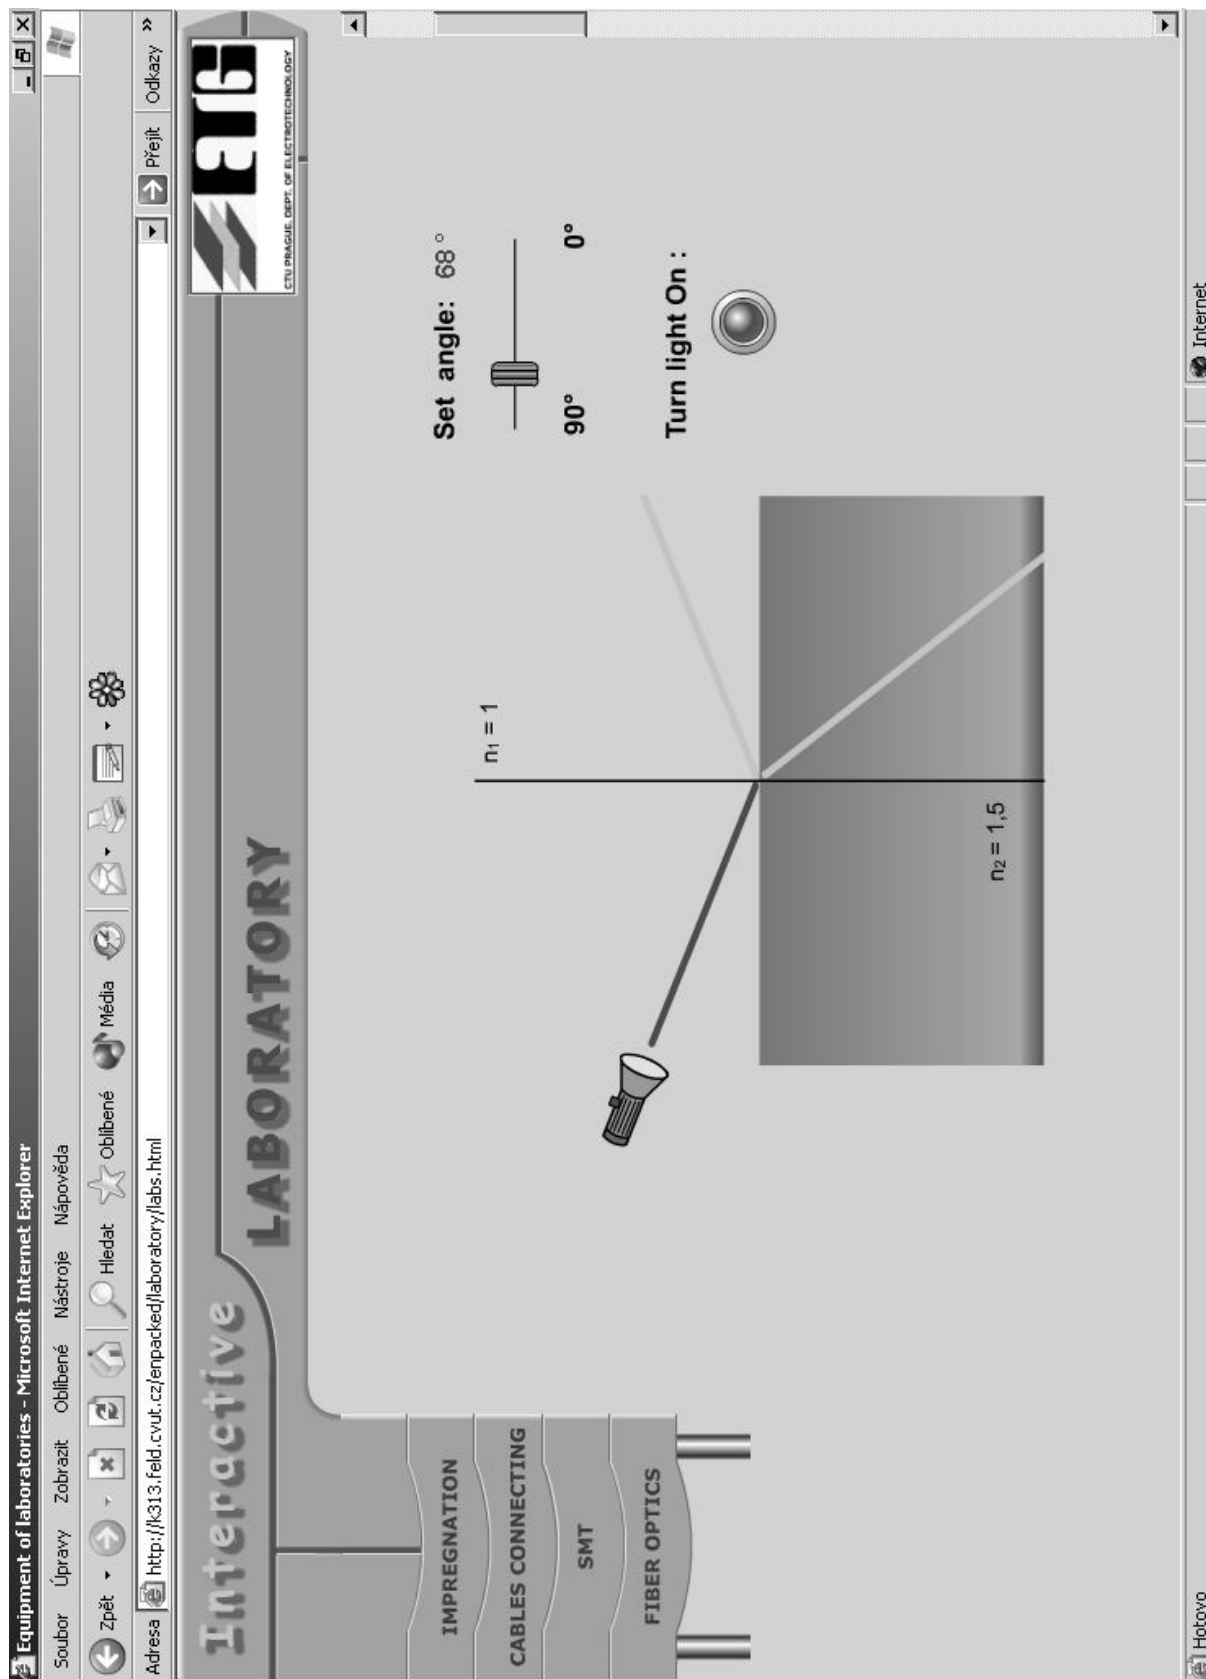 Equipment of laboratories - Microsoft Internet Explorer
Soubor Úpravy Zobrazit Oblíbené Nástroje Nápověda
Zpět Hledat Oblíbené Média
Adresa http://k313.feld.cvut.cz/enpacked/laboratory/labs.html Přejít Odkazy »
Interactive
LABORATORY
CTU PRAGUE, DEPT. OF ELECTROTECHNOLOGY
IMPREGNATION
CABLES CONNECTING
SMT
FIBER OPTICS
n₁ = 1
n₂ = 1,5
Set angle: 68°
90° 0°
Turn light On :
Hotovo Internet